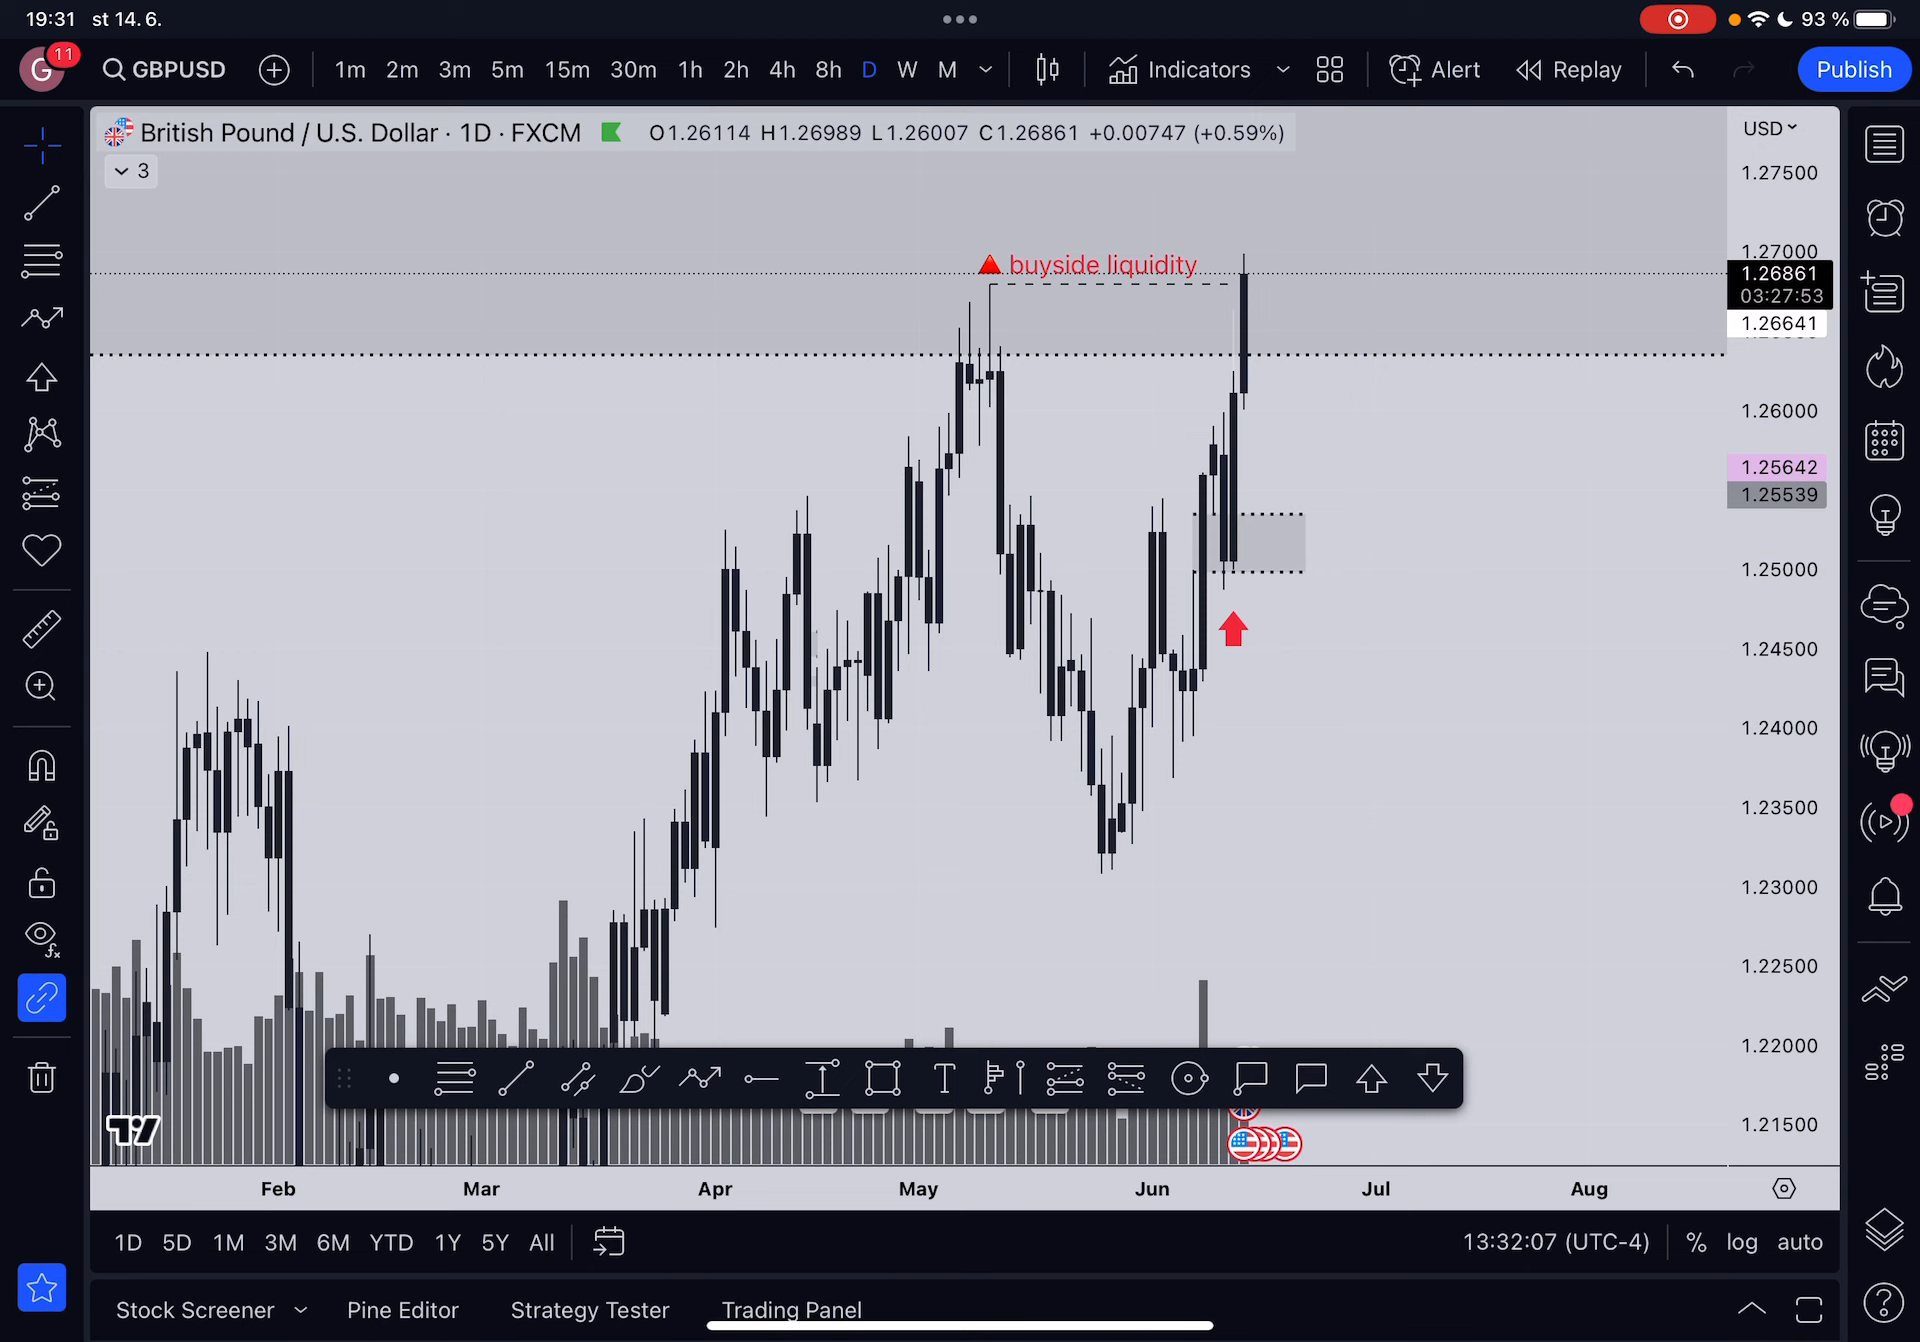 19:31 st 14. 6.
93 %
G 11 GBPUSD 1m 2m 3m 5m 15m 30m 1h 2h 4h 8h D W M Indicators Alert Replay Publish
British Pound / U.S. Dollar · 1D · FXCM O1.26114 H1.26989 L1.26007 C1.26861 +0.00747 (+0.59%)
USD
3
1.27500
buyside liquidity
1.27000
1.26861
03:27:53
1.26641
1.26000
1.25642
1.25539
1.25000
1.24500
1.24000
1.23500
1.23000
1.22500
1.22000
1.21500
Feb Mar Apr May Jun Jul Aug
1D 5D 1M 3M 6M YTD 1Y 5Y All
13:32:07 (UTC-4) % log auto
Stock Screener Pine Editor Strategy Tester Trading Panel